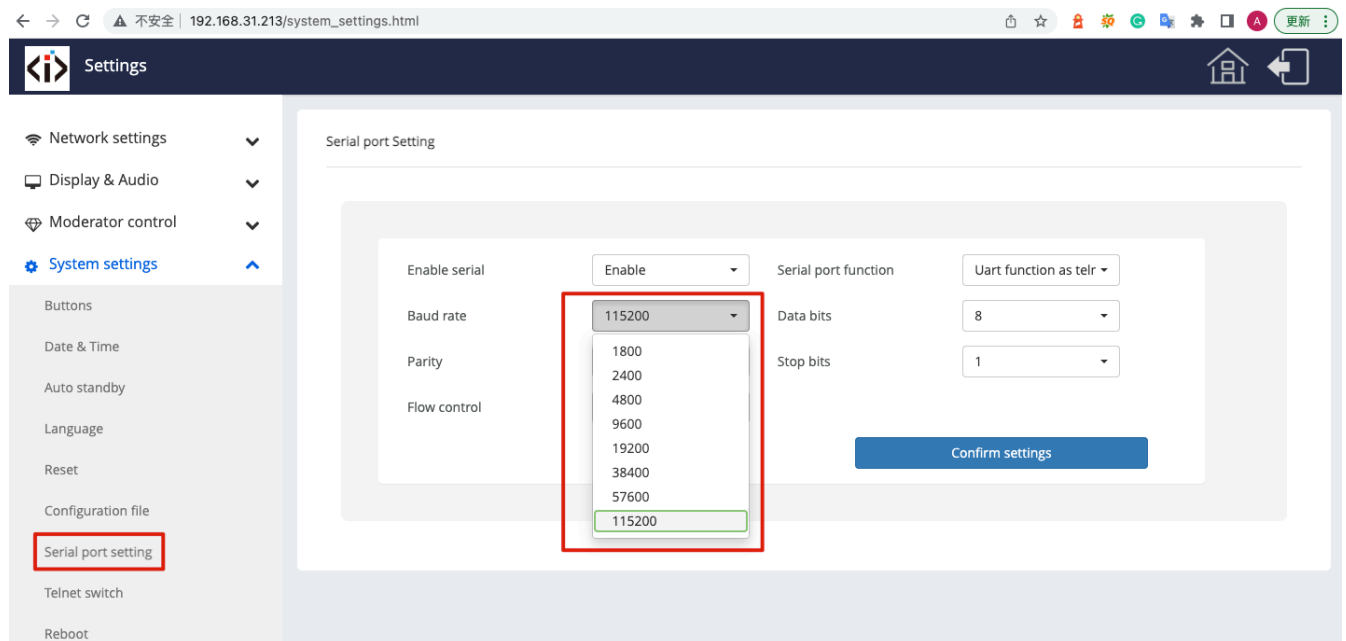 不安全 192.168.31.213/system_settings.html
A 更新
<i> Settings
Network settings
Display & Audio
Moderator control
System settings
Buttons
Date & Time
Auto standby
Language
Reset
Configuration file
Serial port setting
Telnet switch
Reboot
Serial port Setting
Enable serial Enable Serial port function Uart function as telr
Baud rate 115200 Data bits 8
Parity Stop bits 1
Flow control
1800
2400
4800
9600
19200
38400
57600
115200
Confirm settings